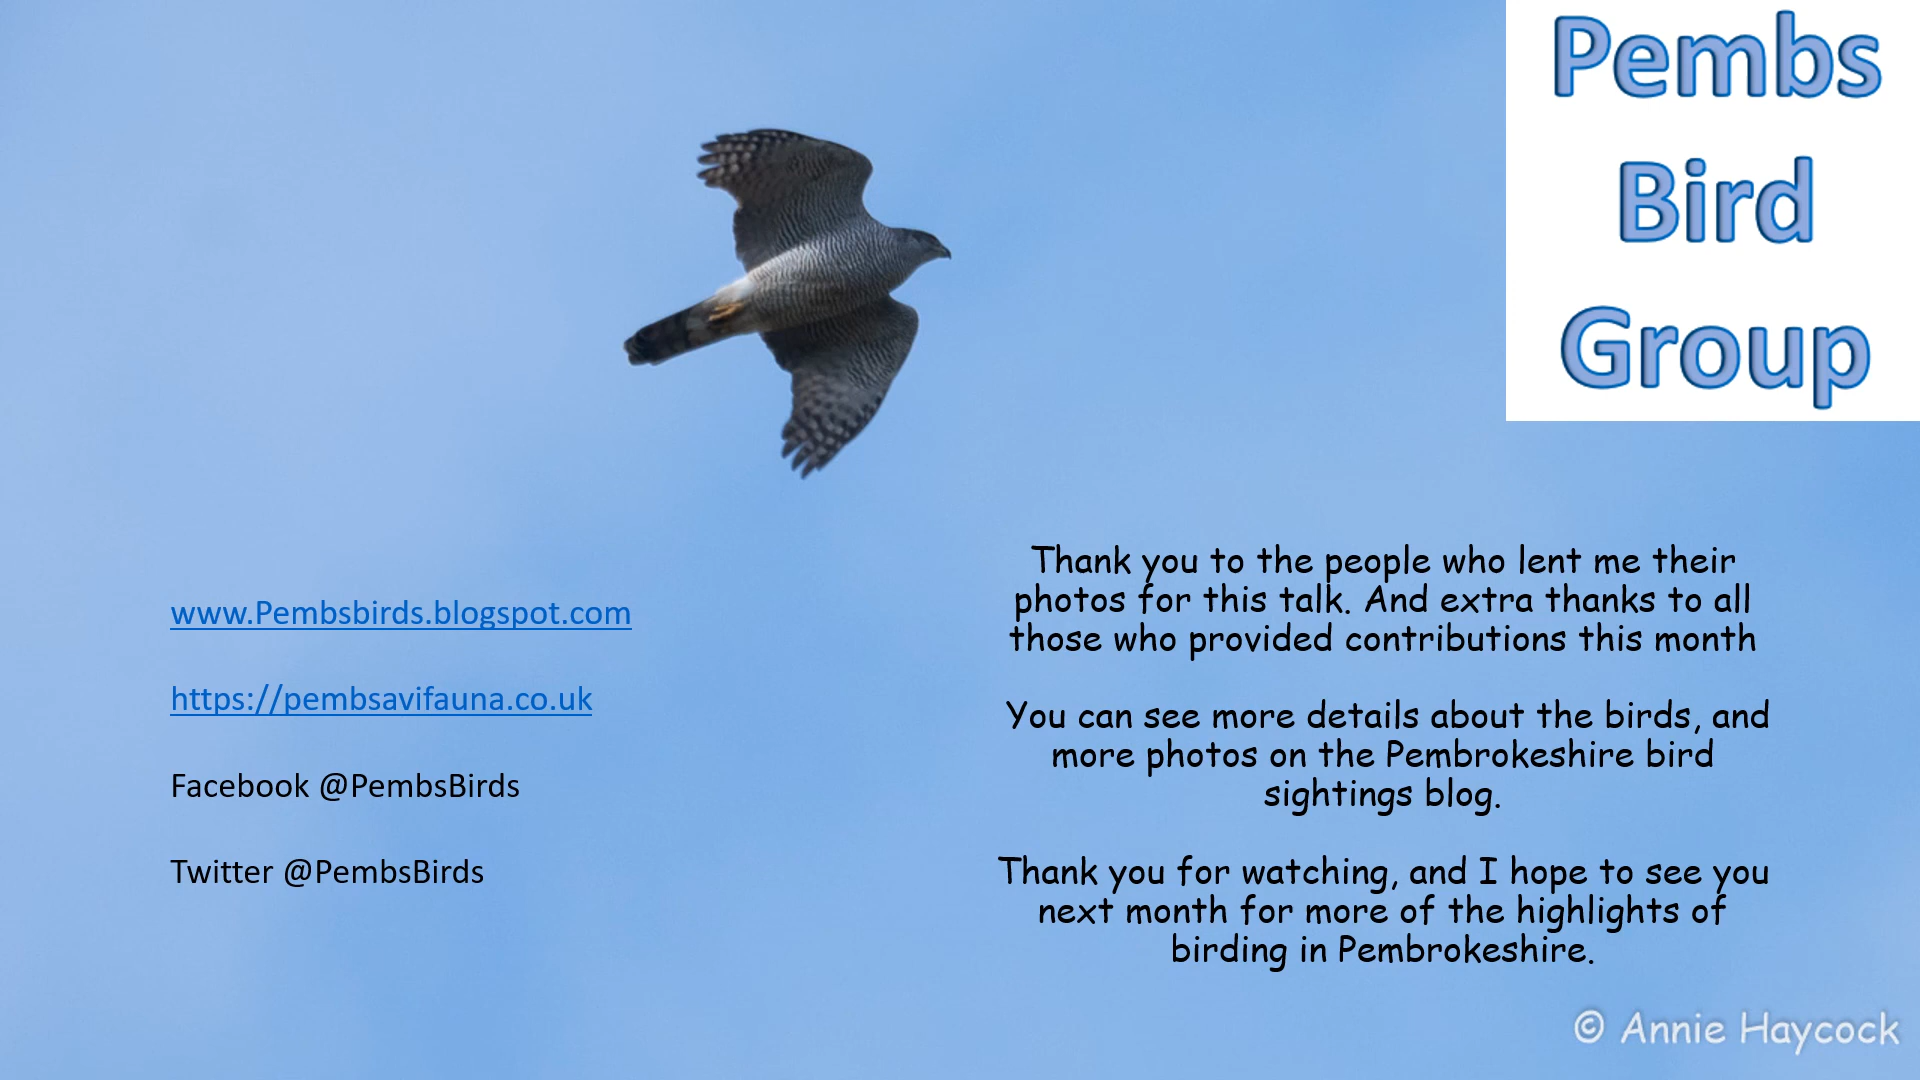 Pembs
Bird
Group
www.Pembsbirds.blogspot.com
https://pembsavifauna.co.uk
Facebook @PembsBirds
Twitter @PembsBirds
Thank you to the people who lent me their
photos for this talk. And extra thanks to all
those who provided contributions this month
You can see more details about the birds, and
more photos on the Pembrokeshire bird
sightings blog.
Thank you for watching, and I hope to see you
next month for more of the highlights of
birding in Pembrokeshire.
© Annie Haycock